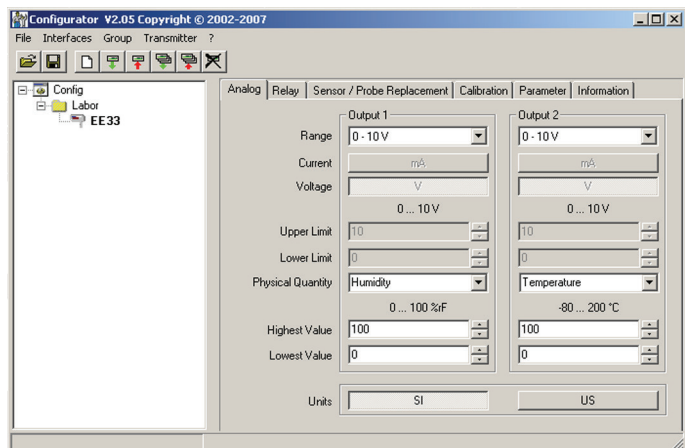 Configurator V2.05 Copyright © 2002-2007
File Interfaces Group Transmitter ?
Config
Labor
EE33
Analog Relay Sensor / Probe Replacement Calibration Parameter Information
Output 1 Output 2
Range 0 - 10 V 0 - 10 V
Current mA mA
Voltage V V
0 ... 10 V 0 ... 10 V
Upper Limit 10 10
Lower Limit 0 0
Physical Quantity Humidity Temperature
0 ... 100 %rF -80 ... 200 °C
Highest Value 100 100
Lowest Value 0 0
Units SI US